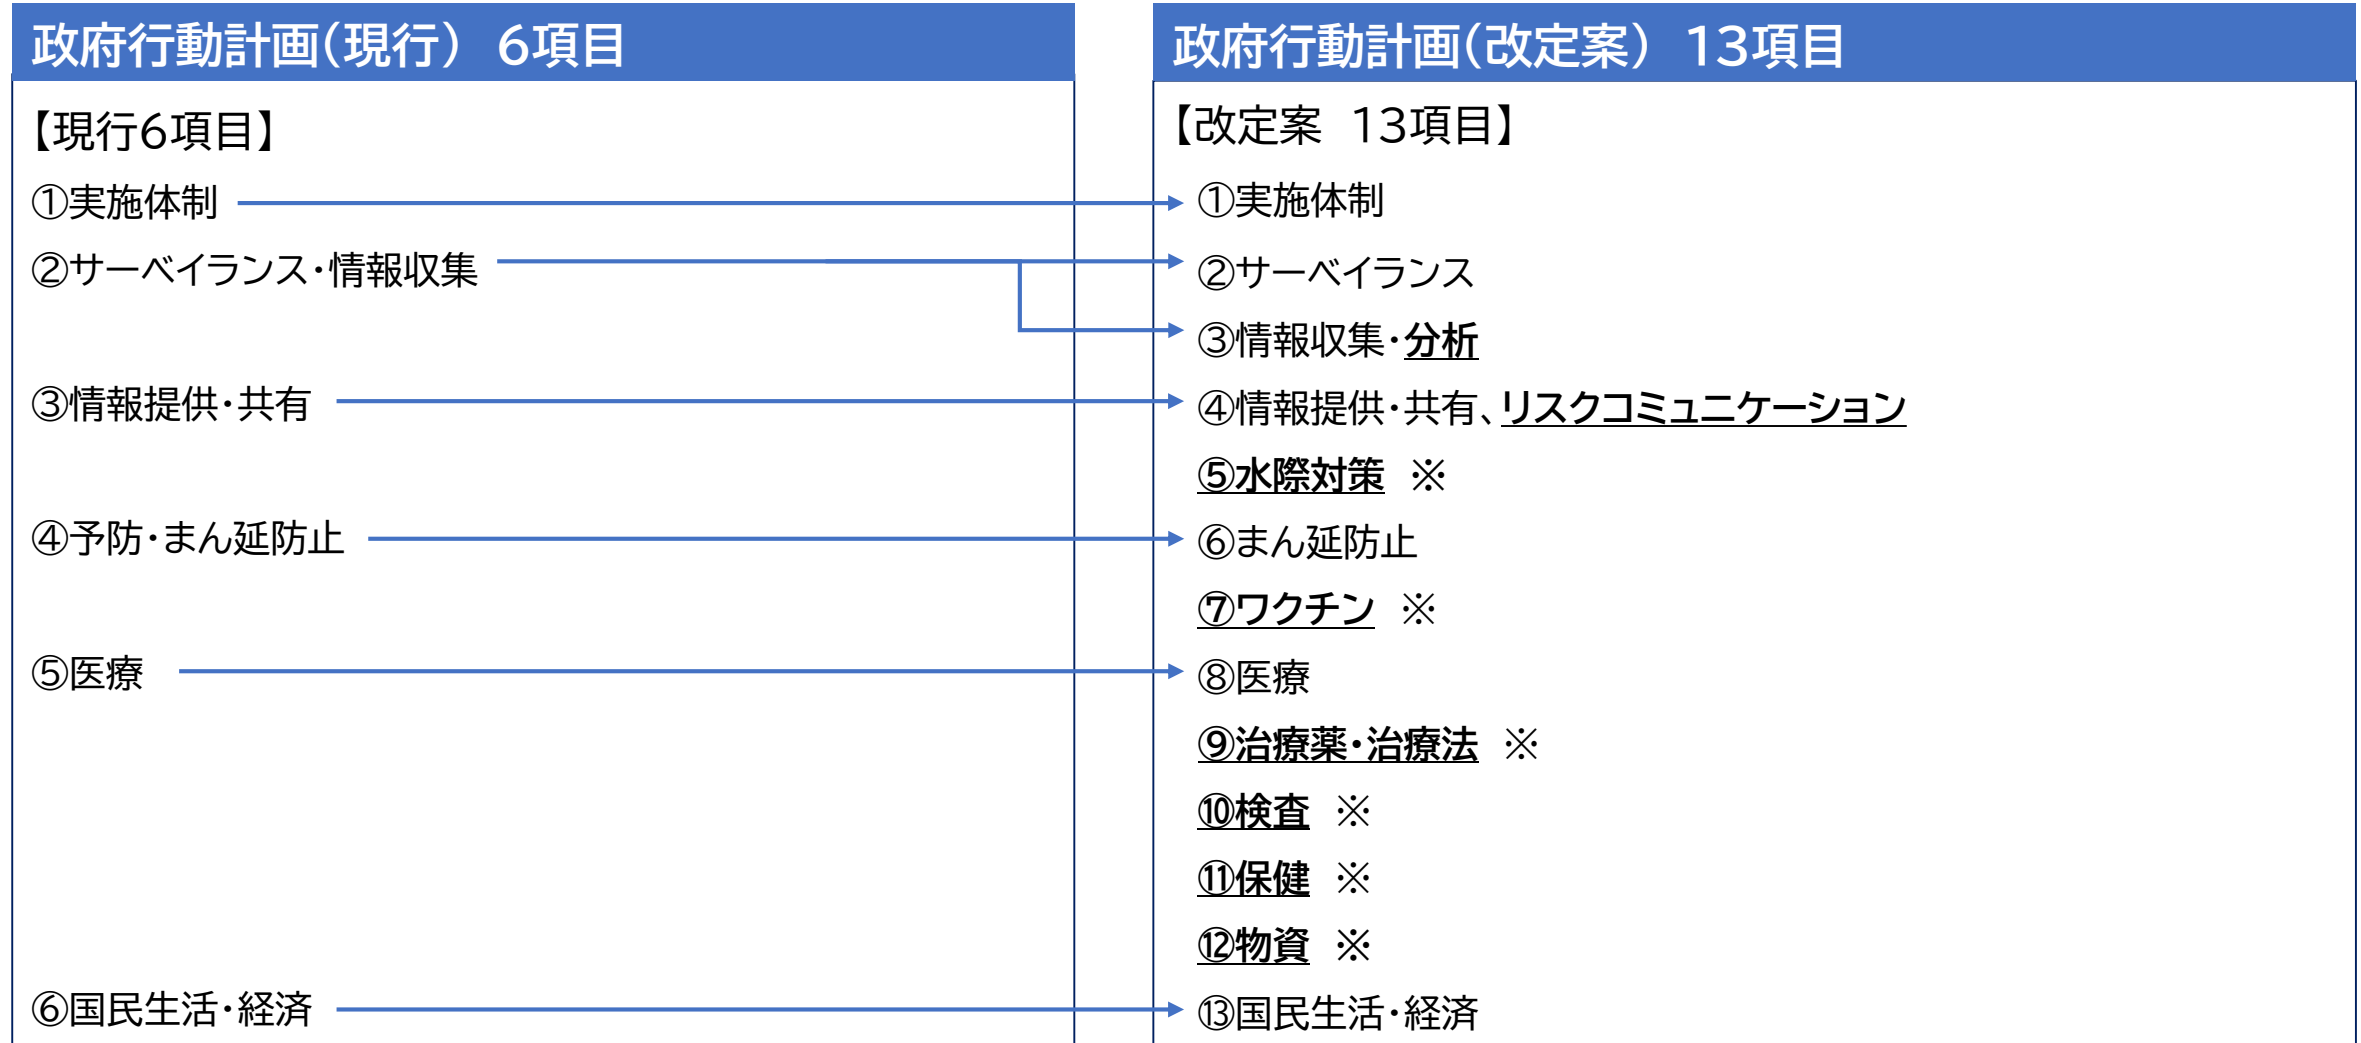 政府行動計画(現行) 6項目
【現行6項目】
①実施体制
②サーベイランス・情報収集
③情報提供・共有
④予防・まん延防止
⑤医療
⑥国民生活・経済
政府行動計画(改定案) 13項目
【改定案 13項目】
①実施体制
②サーベイランス
③情報収集・分析
④情報提供・共有、リスクコミュニケーション
⑤水際対策 ※
⑥まん延防止
⑦ワクチン ※
⑧医療
⑨治療薬・治療法 ※
⑩検査 ※
⑪保健 ※
⑫物資 ※
⑬国民生活・経済